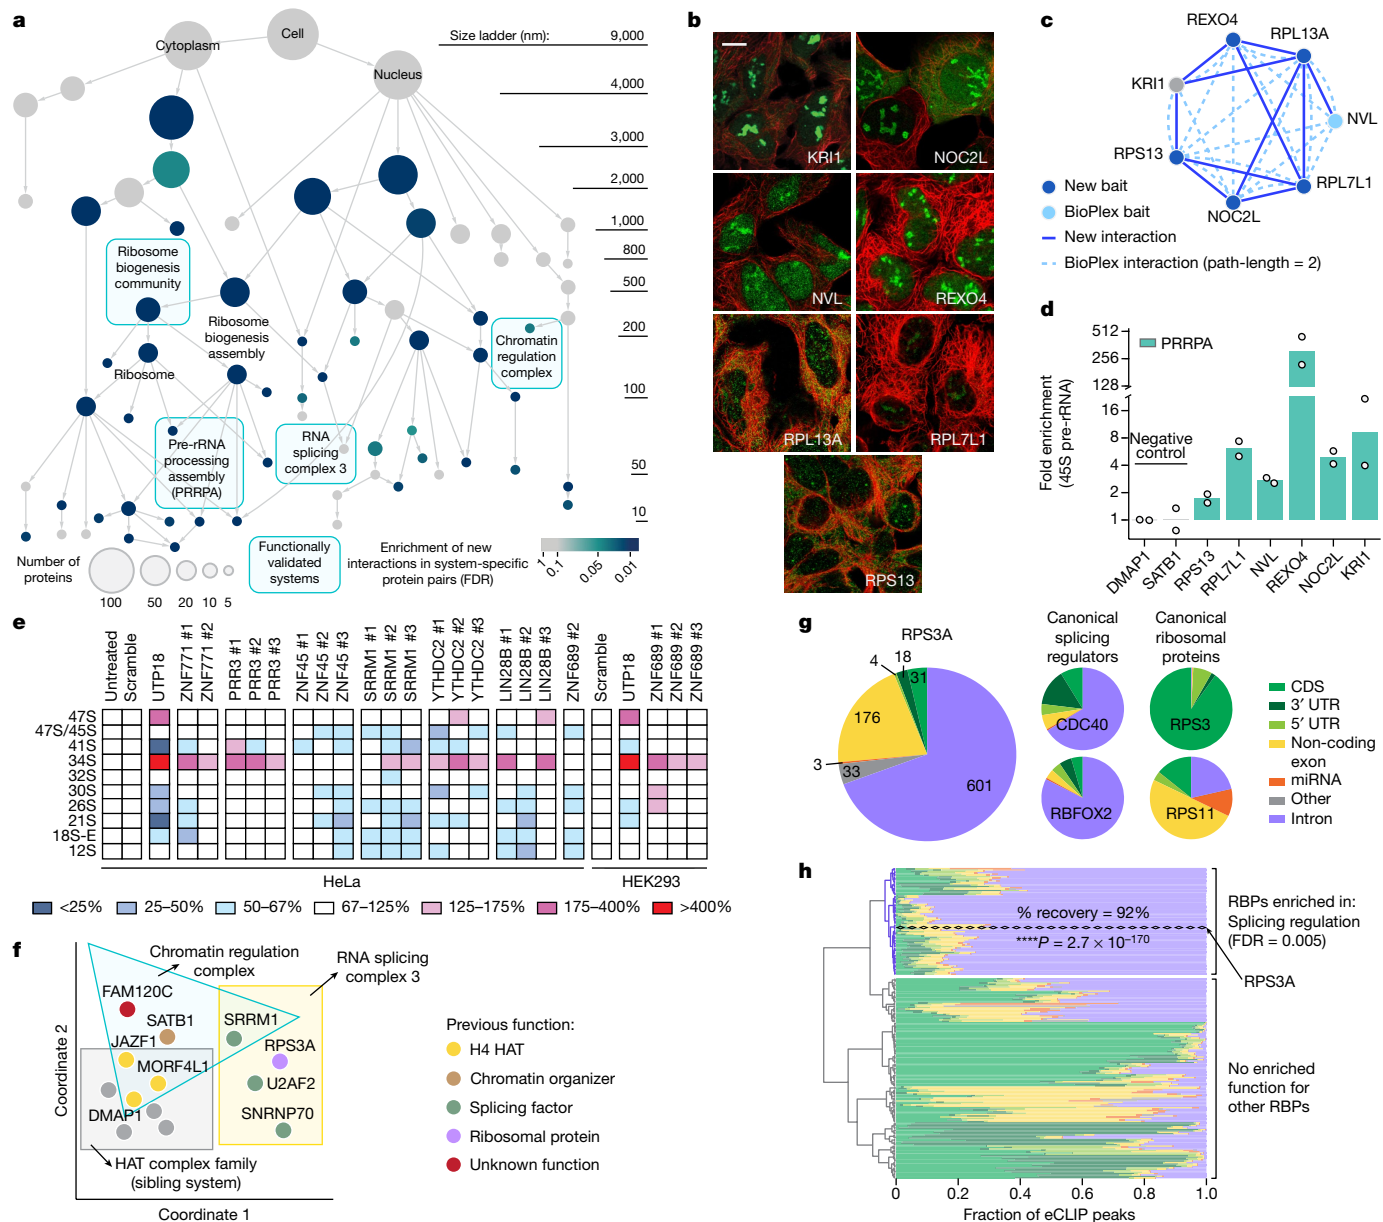 a
Cell
Cytoplasm
Nucleus
Size ladder (nm):
9,000
4,000
3,000
2,000
1,000
800
500
200
100
50
10
Ribosome
biogenesis
community
Ribosome
biogenesis
assembly
Ribosome
Chromatin
regulation
complex
Pre-rRNA
processing
assembly
(PRRPA)
RNA
splicing
complex 3
Number of
proteins
100
50
20
10
5
Functionally
validated
systems
Enrichment of new
interactions in system-specific
protein pairs (FDR)
1
0.1
0.05
0.01
b
KRI1
NOC2L
NVL
REXO4
RPL13A
RPL7L1
RPS13
c
REXO4
RPL13A
KRI1
NVL
RPS13
RPL7L1
NOC2L
New bait
BioPlex bait
New interaction
BioPlex interaction (path-length = 2)
d
Fold enrichment
(45S pre-rRNA)
512
256
128
16
8
4
2
1
PRRPA
Negative
control
DMAP1
SATB1
RPS13
RPL7L1
NVL
REXO4
NOC2L
KRI1
e
Untreated
Scramble
UTP18
ZNF771 #1
ZNF771 #2
PRR3 #1
PRR3 #2
PRR3 #3
ZNF45 #1
ZNF45 #2
ZNF45 #3
SRRM1 #1
SRRM1 #2
SRRM1 #3
YTHDC2 #1
YTHDC2 #2
YTHDC2 #3
LIN28B #1
LIN28B #2
LIN28B #3
ZNF689 #2
Scramble
UTP18
ZNF689 #1
ZNF689 #2
ZNF689 #3
47S
47S/45S
41S
34S
32S
30S
26S
21S
18S-E
12S
HeLa
HEK293
<25%
25–50%
50–67%
67–125%
125–175%
175–400%
>400%
f
Coordinate 2
Coordinate 1
Chromatin regulation
complex
RNA splicing
complex 3
FAM120C
SATB1
SRRM1
JAZF1
RPS3A
MORF4L1
U2AF2
DMAP1
SNRNP70
HAT complex family
(sibling system)
Previous function:
H4 HAT
Chromatin organizer
Splicing factor
Ribosomal protein
Unknown function
g
RPS3A
4
18
31
176
3
33
601
Canonical
splicing
regulators
CDC40
RBFOX2
Canonical
ribosomal
proteins
RPS3
RPS11
CDS
3′ UTR
5′ UTR
Non-coding
exon
miRNA
Other
Intron
h
% recovery = 92%
****P = 2.7 × 10⁻¹⁷⁰
RBPs enriched in:
Splicing regulation
(FDR = 0.005)
RPS3A
No enriched
function for
other RBPs
0
0.2
0.4
0.6
0.8
1.0
Fraction of eCLIP peaks